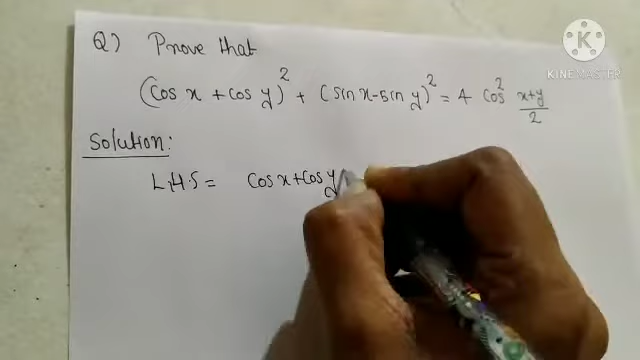 Q) Prove that
(Cos x + cos y)² + (sin x - sin y)² = 4 Cos² x+y/2
Solution:
L.H.S = Cos x + Cos y
KINEMASTER